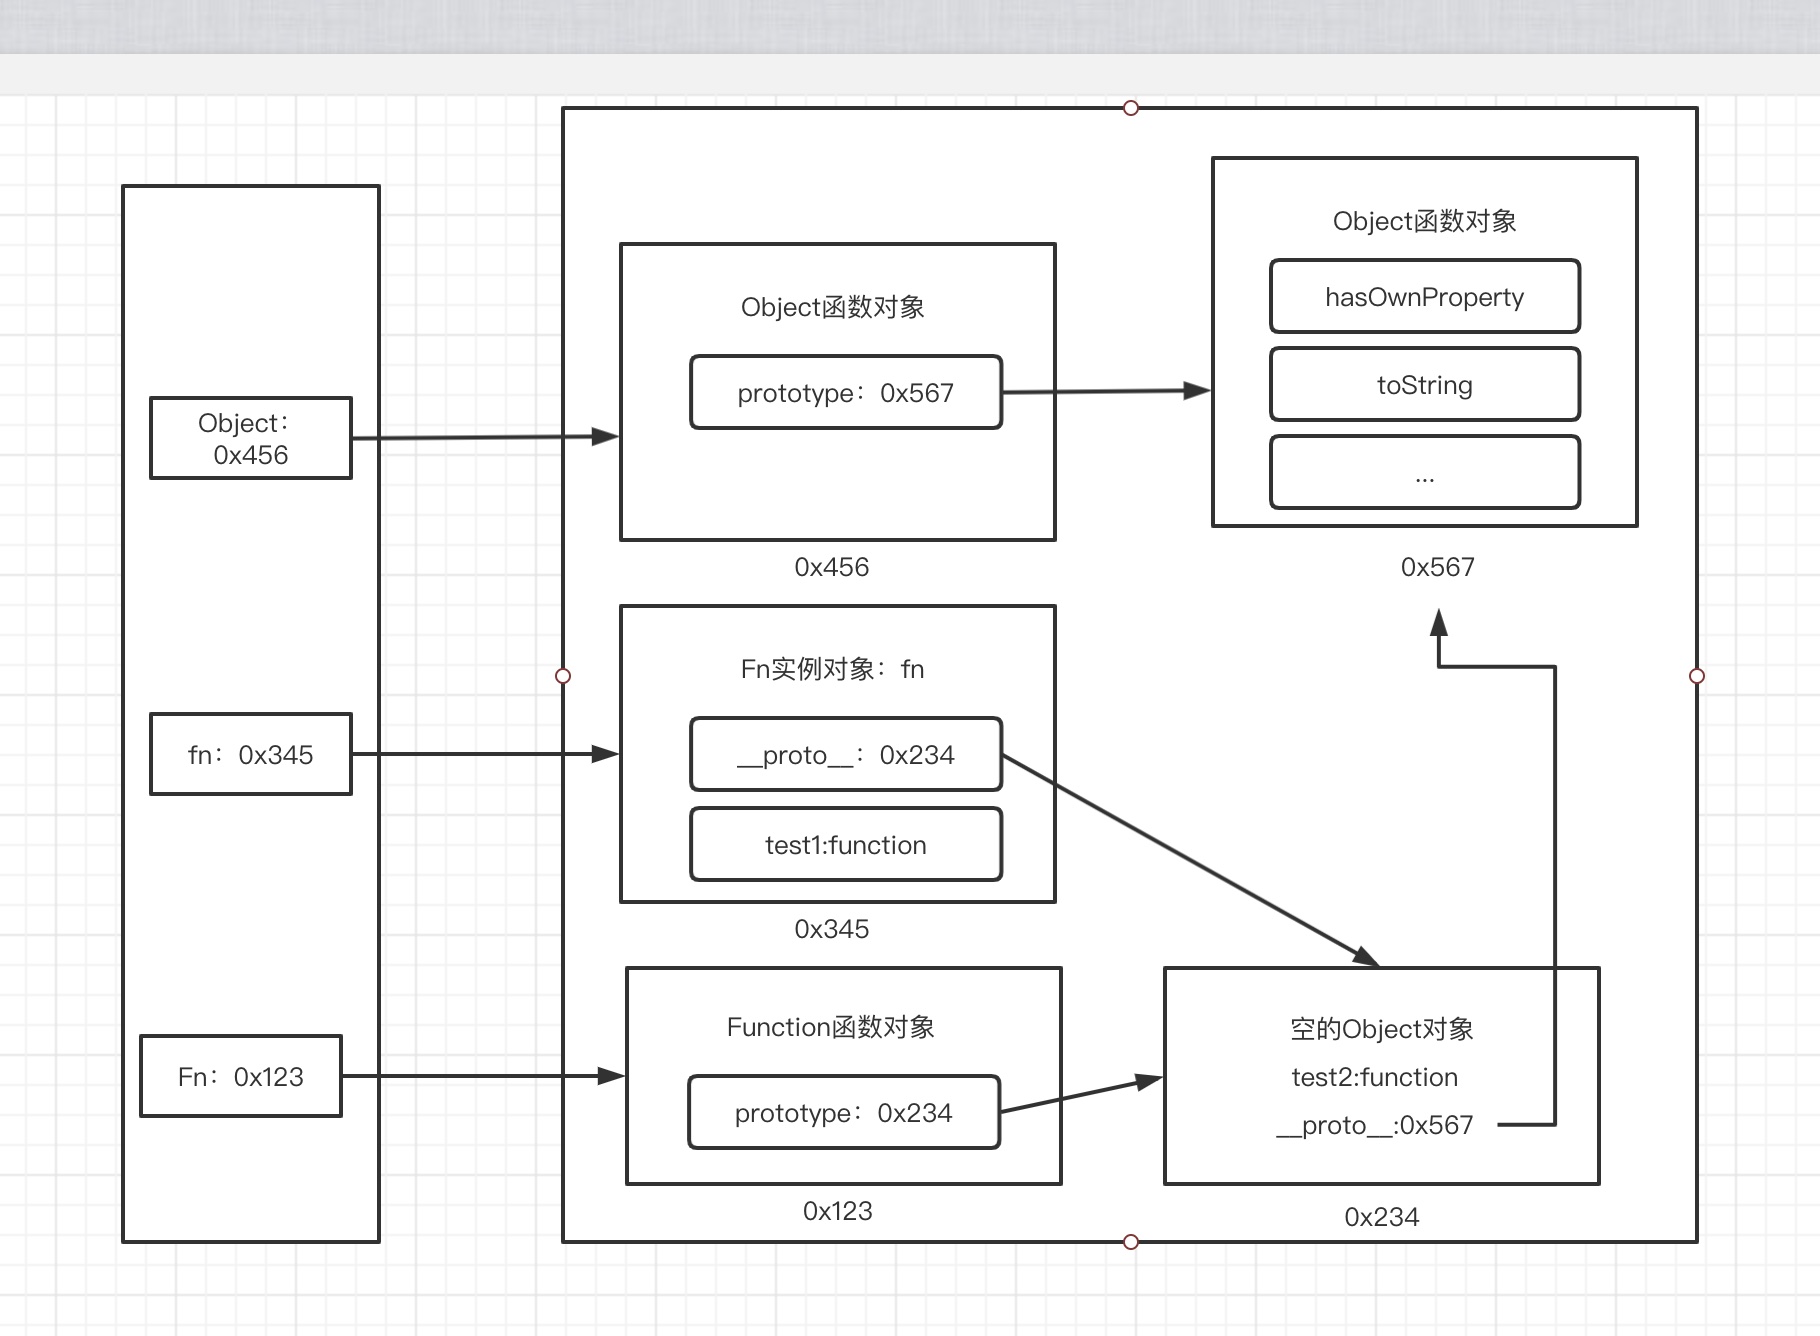 Object：
0x456
fn：0x345
Fn：0x123
Object函数对象
prototype：0x567
0x456
Object函数对象
hasOwnProperty
toString
...
0x567
Fn实例对象：fn
__proto__：0x234
test1:function
0x345
Function函数对象
prototype：0x234
0x123
空的Object对象
test2:function
__proto__:0x567
0x234